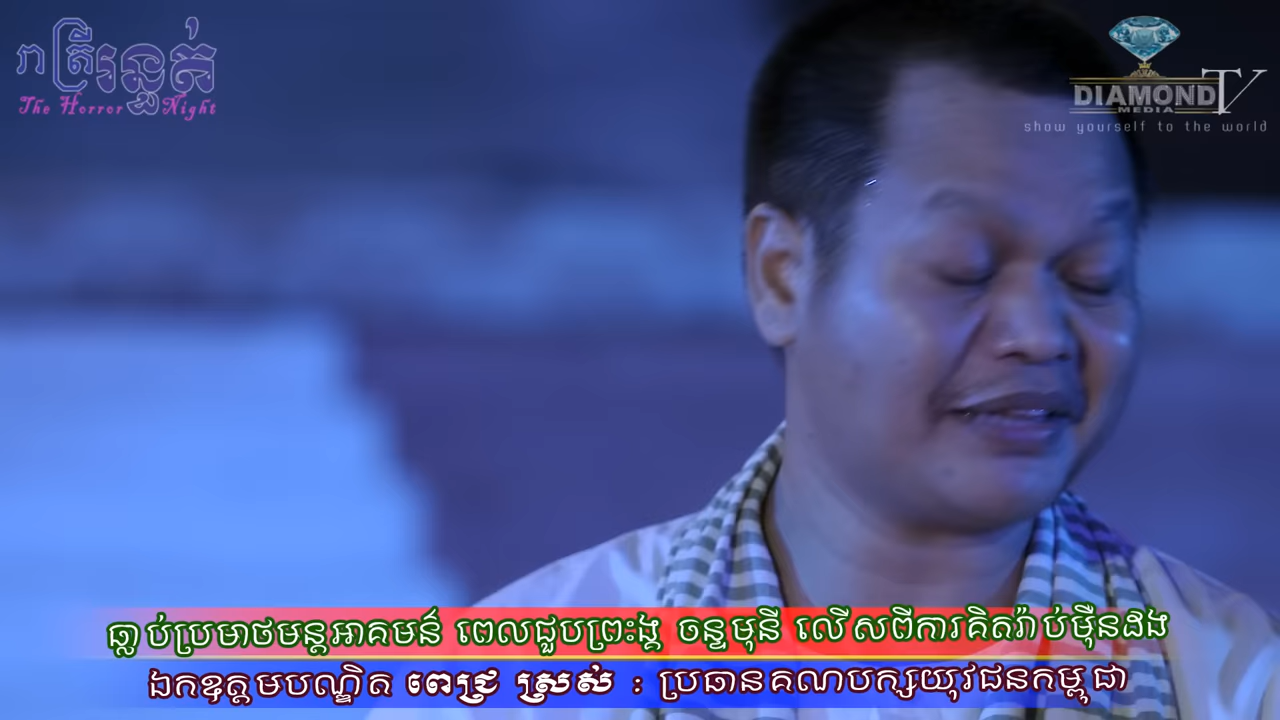 រាត្រីរន្ធត់
The Horror Night
DIAMOND TV
MEDIA
show yourself to the world
ធ្លាប់ប្រមាថមន្តអាគមន៍ ពេលជួបព្រះអង្គ ចន្ទមុនី លើសពីការគិតរ៉ាប់ម៉ឺនដង
ឯកឧត្តមបណ្ឌិត ពេជ្រ ស្រស់ : ប្រធានគណបក្សយុវជនកម្ពុជា